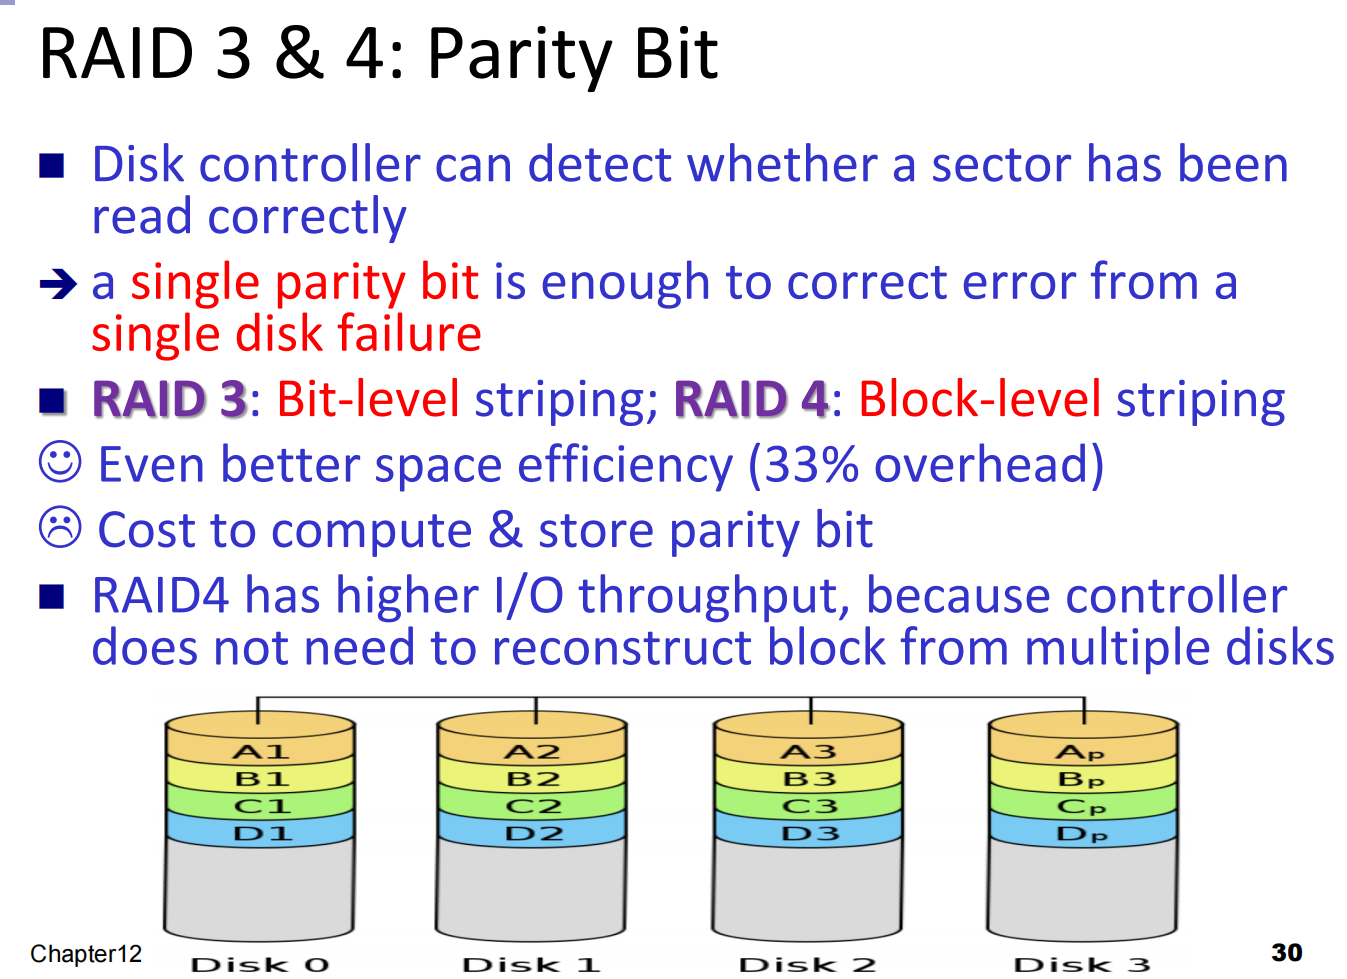 RAID 3 & 4: Parity Bit
Disk controller can detect whether a sector has been
read correctly
➔ a single parity bit is enough to correct error from a
single disk failure
RAID 3: Bit-level striping; RAID 4: Block-level striping
☺ Even better space efficiency (33% overhead)
☹ Cost to compute & store parity bit
RAID4 has higher I/O throughput, because controller
does not need to reconstruct block from multiple disks
A1 A2 A3 Ap
B1 B2 B3 Bp
C1 C2 C3 Cp
D1 D2 D3 Dp
Disk 0 Disk 1 Disk 2 Disk 3
Chapter12
30